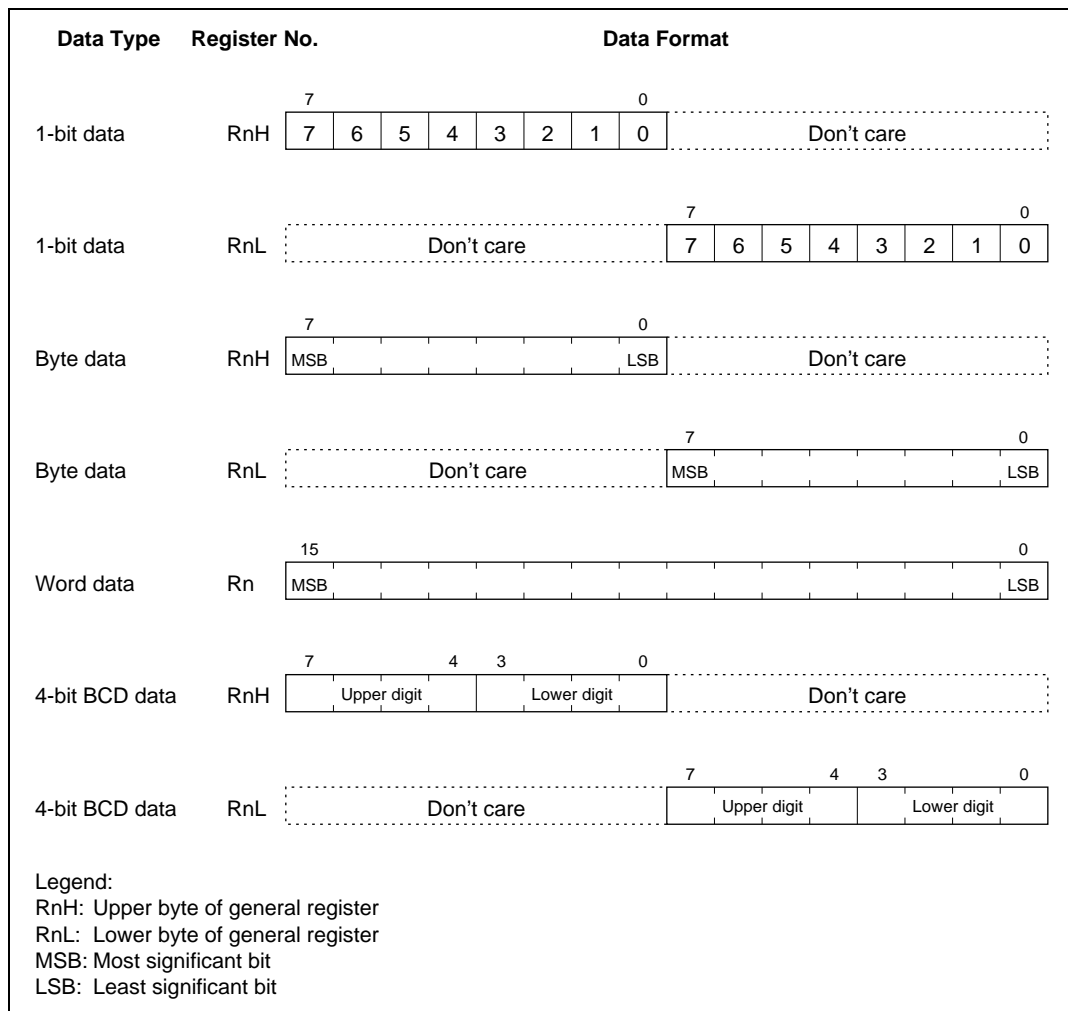 Data Type Register No. Data Format
7 0
1-bit data RnH 7 6 5 4 3 2 1 0 Don't care
7 0
1-bit data RnL Don't care 7 6 5 4 3 2 1 0
7 0
Byte data RnH MSB LSB Don't care
7 0
Byte data RnL Don't care MSB LSB
15 0
Word data Rn MSB LSB
7 4 3 0
4-bit BCD data RnH Upper digit Lower digit Don't care
7 4 3 0
4-bit BCD data RnL Don't care Upper digit Lower digit
Legend:
RnH: Upper byte of general register
RnL: Lower byte of general register
MSB: Most significant bit
LSB: Least significant bit